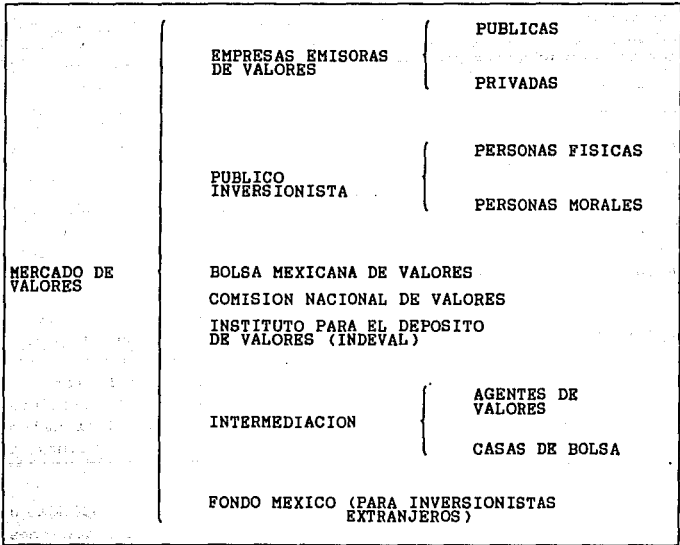 PUBLICAS
EMPRESAS EMISORAS
DE VALORES
PRIVADAS
PERSONAS FISICAS
PUBLICO
INVERSIONISTA
PERSONAS MORALES
MERCADO DE
VALORES
BOLSA MEXICANA DE VALORES
COMISION NACIONAL DE VALORES
INSTITUTO PARA EL DEPOSITO
DE VALORES (INDEVAL)
AGENTES DE
VALORES
INTERMEDIACION
CASAS DE BOLSA
FONDO MEXICO (PARA INVERSIONISTAS
EXTRANJEROS)